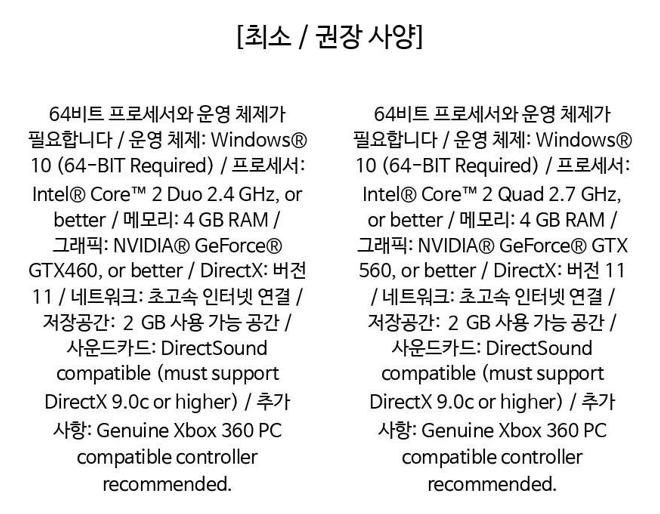 [최소 / 권장 사양]
64비트 프로세서와 운영 체제가
필요합니다 / 운영 체제: Windows®
10 (64-BIT Required) / 프로세서:
Intel® Core™ 2 Duo 2.4 GHz, or
better / 메모리: 4 GB RAM /
그래픽: NVIDIA® GeForce®
GTX460, or better / DirectX: 버전
11 / 네트워크: 초고속 인터넷 연결 /
저장공간: 2 GB 사용 가능 공간 /
사운드카드: DirectSound
compatible (must support
DirectX 9.0c or higher) / 추가
사항: Genuine Xbox 360 PC
compatible controller
recommended.
64비트 프로세서와 운영 체제가
필요합니다 / 운영 체제: Windows®
10 (64-BIT Required) / 프로세서:
Intel® Core™ 2 Quad 2.7 GHz,
or better / 메모리: 4 GB RAM /
그래픽: NVIDIA® GeForce® GTX
560, or better / DirectX: 버전 11
/ 네트워크: 초고속 인터넷 연결 /
저장공간: 2 GB 사용 가능 공간 /
사운드카드: DirectSound
compatible (must support
DirectX 9.0c or higher) / 추가
사항: Genuine Xbox 360 PC
compatible controller
recommended.